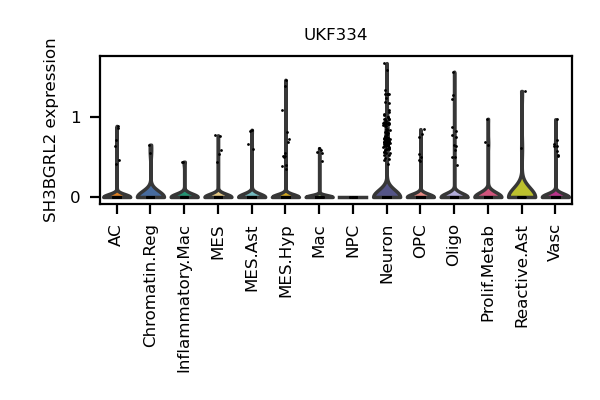 UKF334
SH3BGRL2 expression
1
0
AC
Chromatin.Reg
Inflammatory.Mac
MES
MES.Ast
MES.Hyp
Mac
NPC
Neuron
OPC
Oligo
Prolif.Metab
Reactive.Ast
Vasc